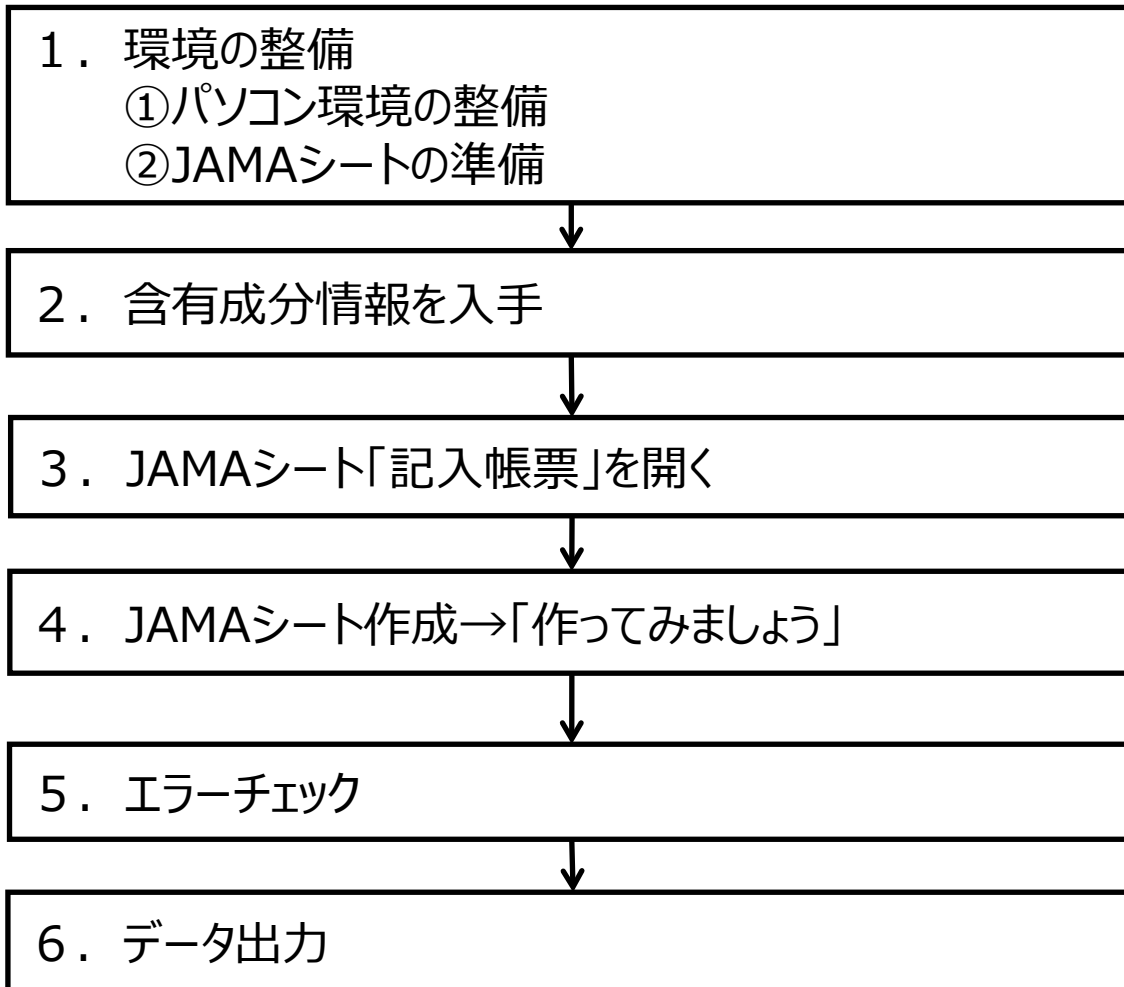 １．環境の整備
①パソコン環境の整備
②JAMAシートの準備
２．含有成分情報を入手
３．JAMAシート「記入帳票」を開く
４．JAMAシート作成→「作ってみましょう」
５．エラーチェック
６．データ出力